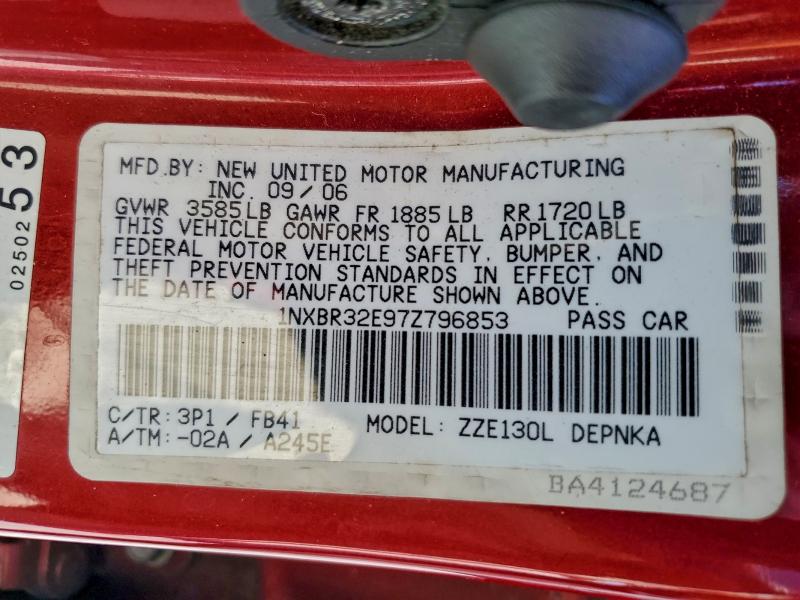 MFD.BY: NEW UNITED MOTOR MANUFACTURING
INC. 09/06
GVWR 3585LB GAWR FR 1885LB RR 1720LB
THIS VEHICLE CONFORMS TO ALL APPLICABLE
FEDERAL MOTOR VEHICLE SAFETY, BUMPER, AND
THEFT PREVENTION STANDARDS IN EFFECT ON
THE DATE OF MANUFACTURE SHOWN ABOVE.
1NXBR32E97Z796853 PASS CAR
C/TR: 3P1 / FB41 MODEL: ZZE130L DEPNKA
A/TM: -02A / A245E
BA4124687
02502
53